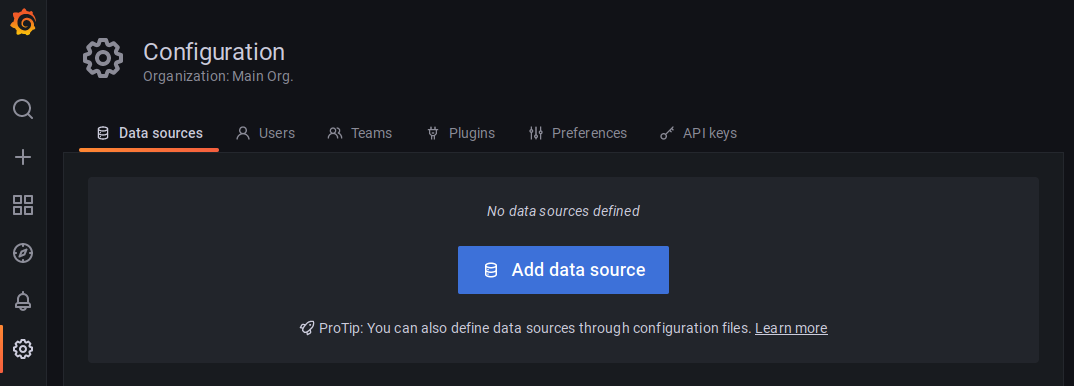 Configuration
Organization: Main Org.
Data sources Users Teams Plugins Preferences API keys
No data sources defined
Add data source
ProTip: You can also define data sources through configuration files. Learn more